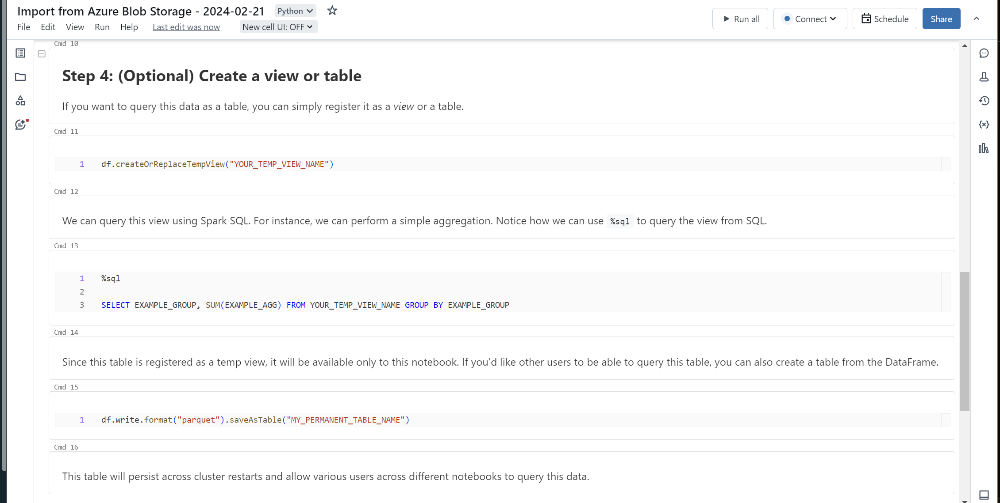 Import from Azure Blob Storage - 2024-02-21 Python
File Edit View Run Help Last edit was now New cell UI: OFF
Run all Connect Schedule Share
Cmd 10
Step 4: (Optional) Create a view or table
If you want to query this data as a table, you can simply register it as a view or a table.
Cmd 11
1 df.createOrReplaceTempView("YOUR_TEMP_VIEW_NAME")
Cmd 12
We can query this view using Spark SQL. For instance, we can perform a simple aggregation. Notice how we can use %sql to query the view from SQL.
Cmd 13
1 %sql
2
3 SELECT EXAMPLE_GROUP, SUM(EXAMPLE_AGG) FROM YOUR_TEMP_VIEW_NAME GROUP BY EXAMPLE_GROUP
Cmd 14
Since this table is registered as a temp view, it will be available only to this notebook. If you'd like other users to be able to query this table, you can also create a table from the DataFrame.
Cmd 15
1 df.write.format("parquet").saveAsTable("MY_PERMANENT_TABLE_NAME")
Cmd 16
This table will persist across cluster restarts and allow various users across different notebooks to query this data.